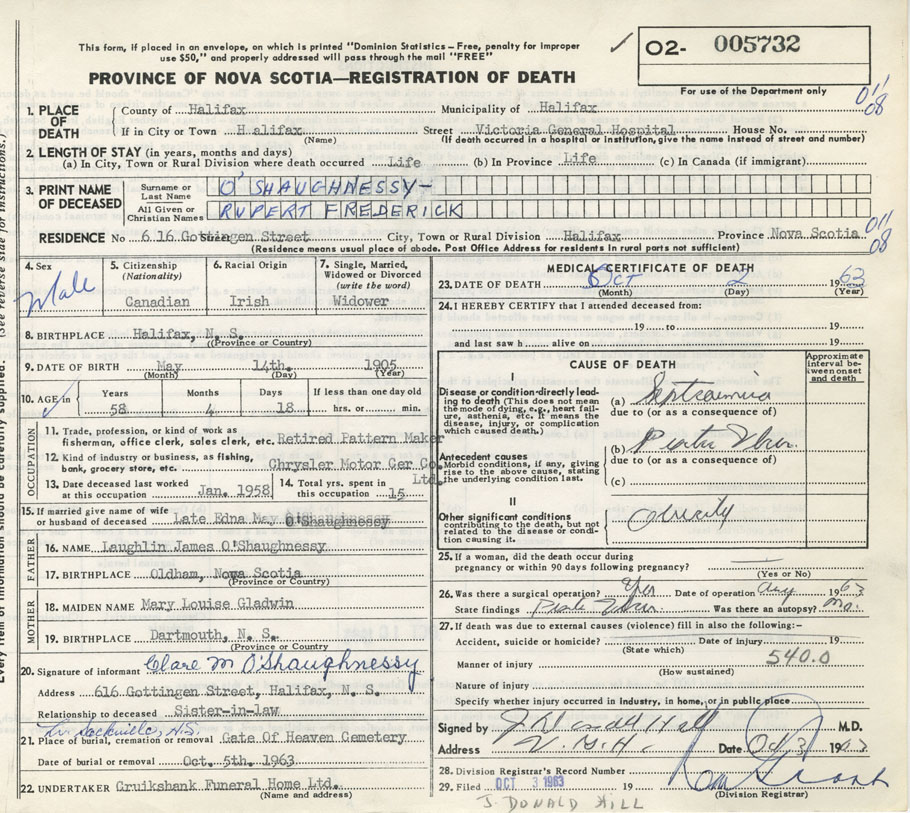 This form, if placed in an envelope, on which is printed "Dominion Statistics – Free, penalty for improper
use $50," and properly addressed will pass through the mail "FREE"
✓ 02- 005732
PROVINCE OF NOVA SCOTIA—REGISTRATION OF DEATH
For use of the Department only
1. PLACE OF DEATH County of Halifax Municipality of Halifax 01/08
If in City or Town Halifax Street Victoria General Hospital House No.
(Name) (If death occurred in a hospital or institution, give the name instead of street and number)
2. LENGTH OF STAY (in years, months and days)
(a) In City, Town or Rural Division where death occurred Life (b) In Province Life (c) In Canada (if immigrant)
3. PRINT NAME OF DECEASED Surname or Last Name O'SHAUGHNESSY-
All Given or Christian Names RUPERT FREDERICK
RESIDENCE No 616 Gottingen Street City, Town or Rural Division Halifax Province Nova Scotia 011/08
(Residence means usual place of abode. Post Office Address for residents in rural parts not sufficient)
4. Sex Male
5. Citizenship (Nationality) Canadian
6. Racial Origin Irish
7. Single, Married, Widowed or Divorced (write the word) Widower
8. BIRTHPLACE Halifax, N. S.
(Province or Country)
9. DATE OF BIRTH May 14th. 1905
(Month) (Day) (Year)
10. AGE in Years 58 Months 4 Days 18 If less than one day old hrs. or min.
OCCUPATION
11. Trade, profession, or kind of work as
fisherman, office clerk, sales clerk, etc. Retired Pattern Maker
12. Kind of industry or business, as fishing,
bank, grocery store, etc. Chrysler Motor Car Co. Ltd.
13. Date deceased last worked at this occupation Jan. 1958
14. Total yrs. spent in this occupation 15
15. If married give name of wife
or husband of deceased Late Edna May O'Shaughnessy
FATHER
16. NAME Laughlin James O'Shaughnessy
17. BIRTHPLACE Oldham, Nova Scotia
(Province or Country)
MOTHER
18. MAIDEN NAME Mary Louise Gladwin
19. BIRTHPLACE Dartmouth, N. S.
(Province or Country)
20. Signature of informant Clare M O'Shaughnessy
Address 616 Gottingen Street, Halifax, N. S.
Relationship to deceased Sister-in-law
Sackville, N.S.
21. Place of burial, cremation or removal Gate Of Heaven Cemetery
Date of burial or removal Oct. 5th. 1963
22. UNDERTAKER Cruikshank Funeral Home Ltd.
(Name and address)
MEDICAL CERTIFICATE OF DEATH
23. DATE OF DEATH Oct 2 1963
(Month) (Day) (Year)
24. I HEREBY CERTIFY that I attended deceased from:
19 to 19
and last saw h alive on 19
CAUSE OF DEATH
Approximate interval between onset and death
I
Disease or condition directly leading to death (This does not mean the mode of dying, e.g., heart failure, asthenia, etc. It means the disease, injury, or complication which caused death.)
(a) Septicaemia
due to (or as a consequence of)
Antecedent causes
Morbid conditions, if any, giving rise to the above cause, stating the underlying condition last.
(b)
due to (or as a consequence of)
(c)
II
Other significant conditions contributing to the death, but not related to the disease or condition causing it.
Obesity
25. If a woman, did the death occur during
pregnancy or within 90 days following pregnancy?
(Yes or No)
26. Was there a surgical operation? Yes Date of operation Aug 1963
State findings Was there an autopsy? no.
27. If death was due to external causes (violence) fill in also the following:–
Accident, suicide or homicide? Date of injury 19
(State which)
Manner of injury 540.0
(How sustained)
Nature of injury
Specify whether injury occurred in industry, in home, or in public place
Signed by J Donald Hill M.D.
Address V. G. H. Date Oct 3 1963
28. Division Registrar's Record Number
29. Filed OCT 3 1963 19
(Division Registrar)
J. DONALD HILL
(See reverse side for instructions.)
Every item of information should be carefully supplied.